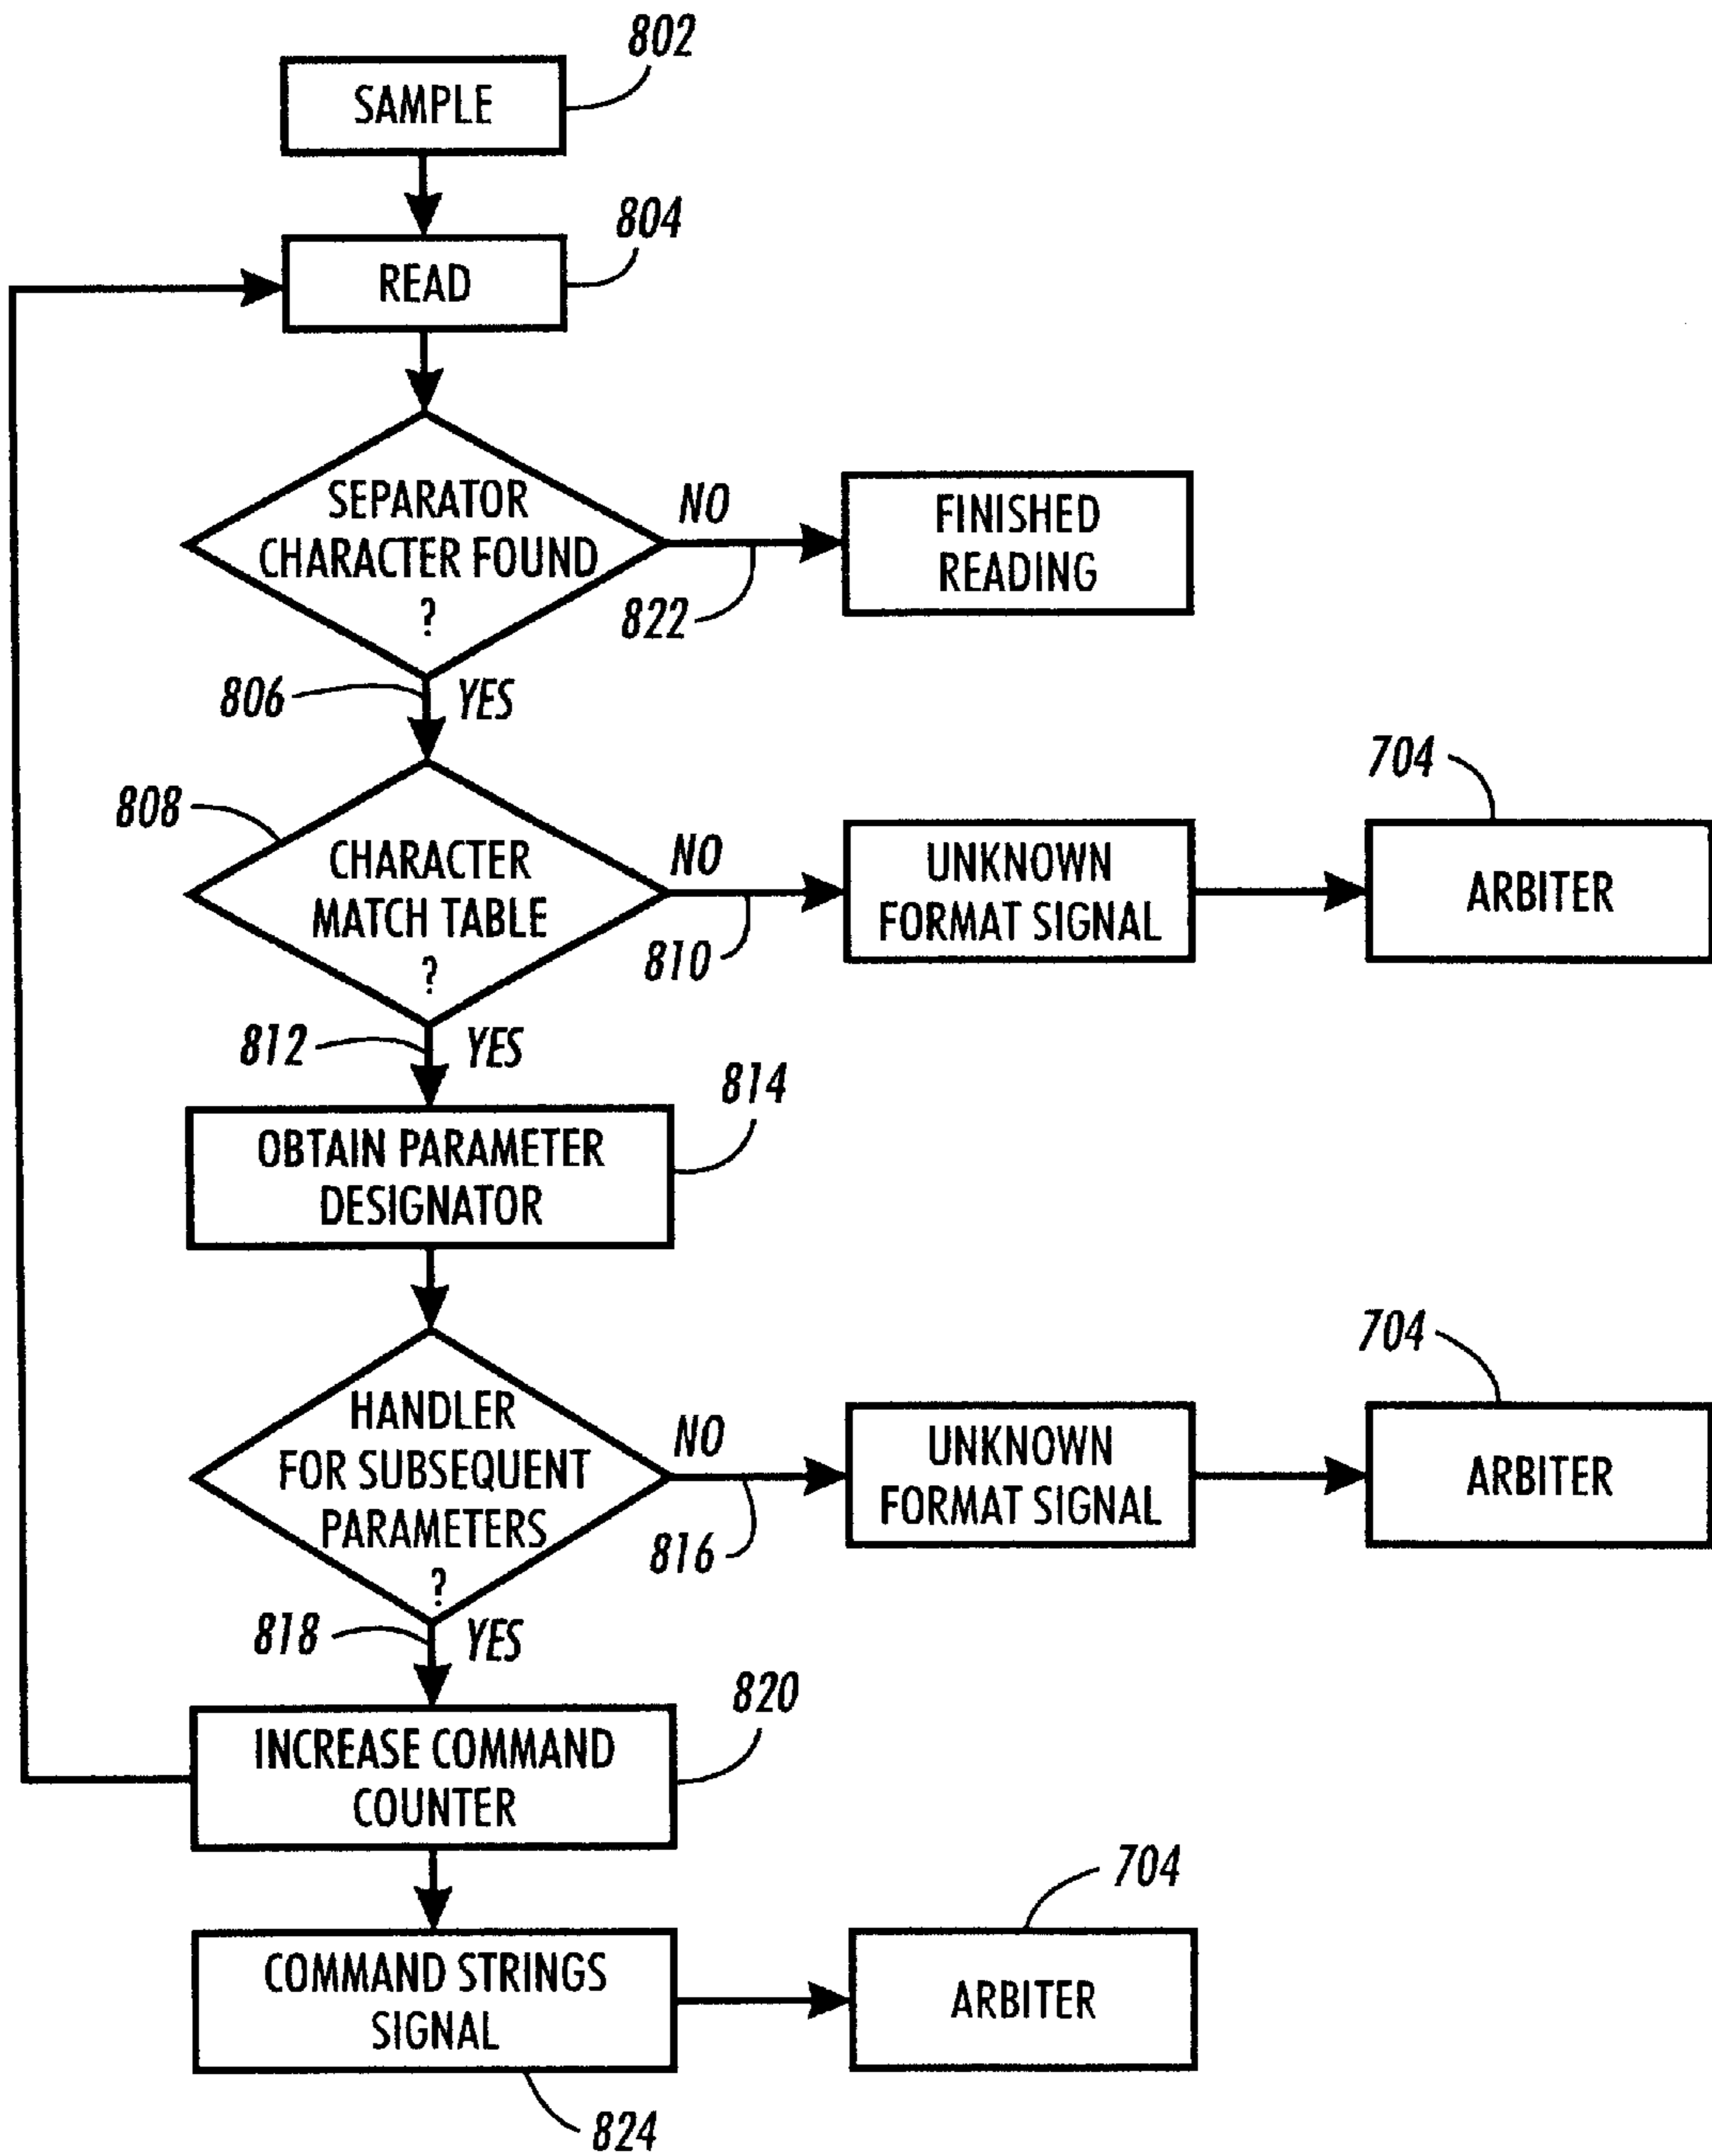 802
SAMPLE
804
READ
SEPARATOR
CHARACTER FOUND
?
NO
822
FINISHED
READING
806
YES
808
CHARACTER
MATCH TABLE
?
NO
810
UNKNOWN
FORMAT SIGNAL
704
ARBITER
812
YES
814
OBTAIN PARAMETER
DESIGNATOR
HANDLER
FOR SUBSEQUENT
PARAMETERS
?
NO
816
UNKNOWN
FORMAT SIGNAL
704
ARBITER
818
YES
820
INCREASE COMMAND
COUNTER
COMMAND STRINGS
SIGNAL
824
704
ARBITER